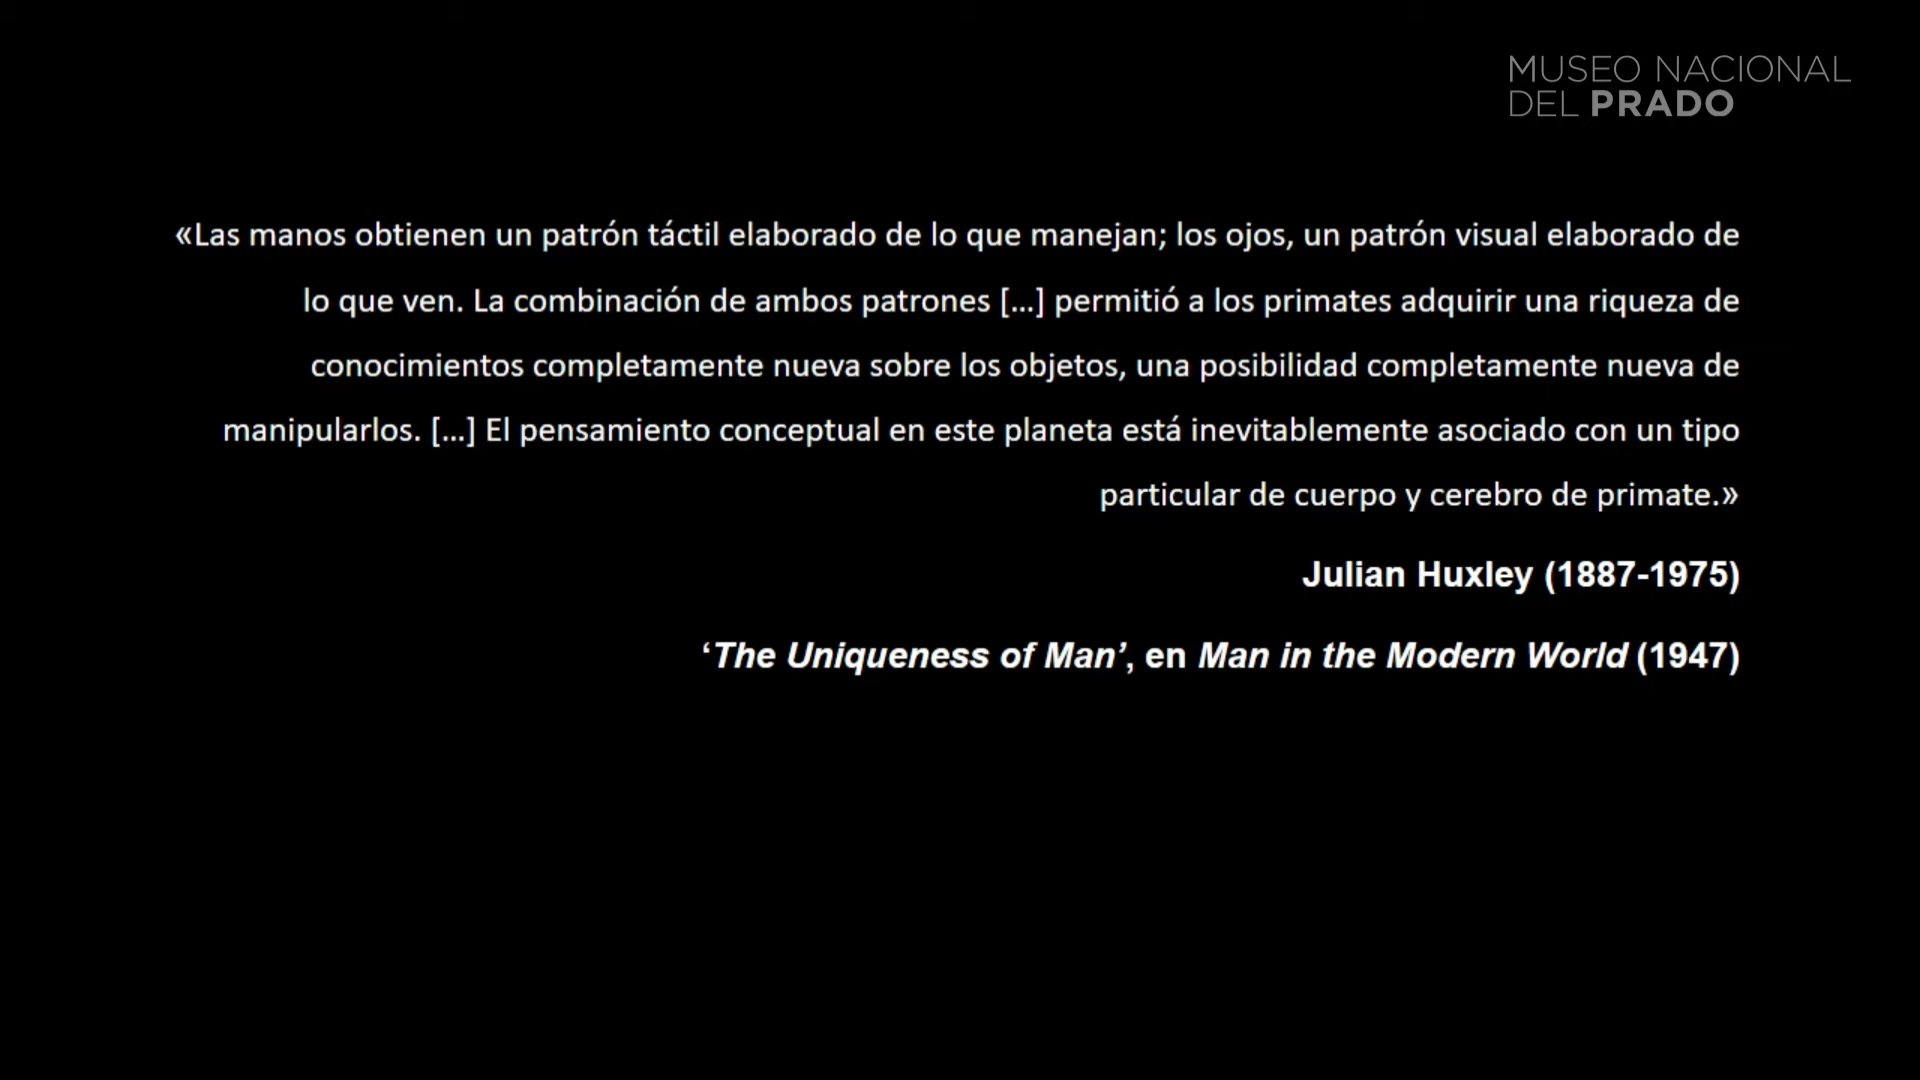 MUSEO NACIONAL
DEL PRADO
«Las manos obtienen un patrón táctil elaborado de lo que manejan; los ojos, un patrón visual elaborado de
lo que ven. La combinación de ambos patrones [...] permitió a los primates adquirir una riqueza de
conocimientos completamente nueva sobre los objetos, una posibilidad completamente nueva de
manipularlos. [...] El pensamiento conceptual en este planeta está inevitablemente asociado con un tipo
particular de cuerpo y cerebro de primate.»
Julian Huxley (1887-1975)
‘The Uniqueness of Man’, en Man in the Modern World (1947)